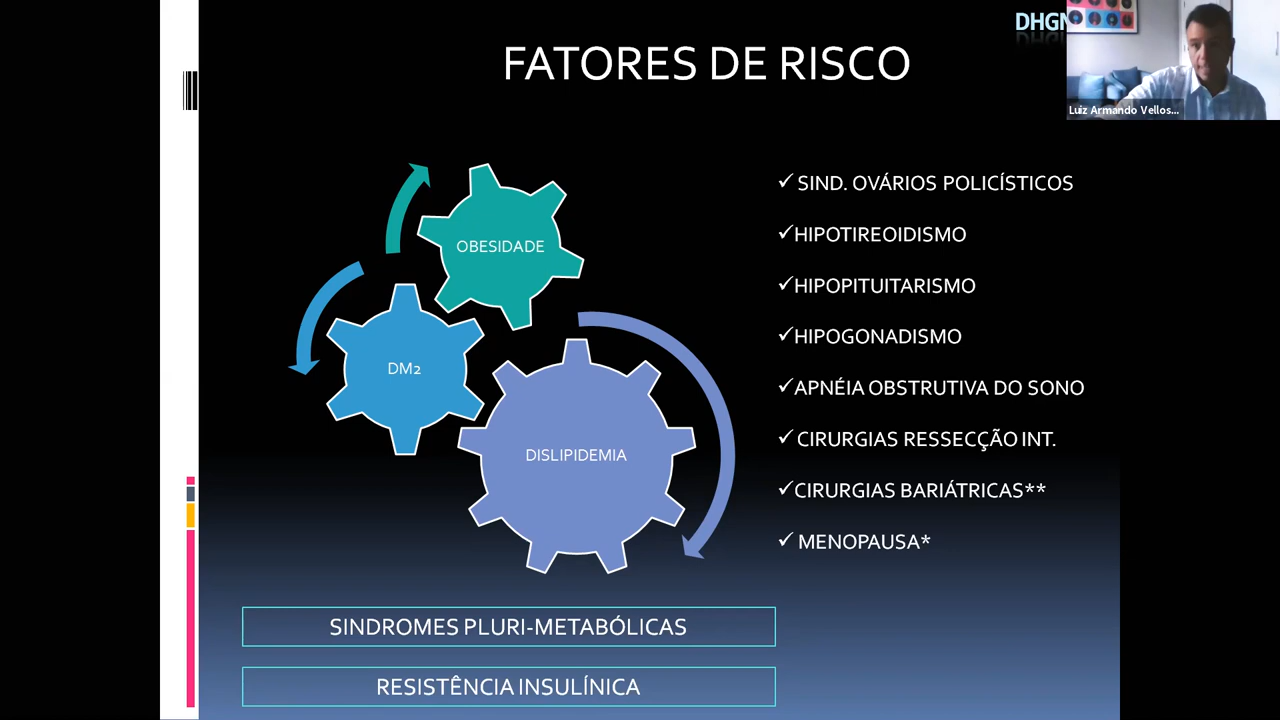 DHGN
FATORES DE RISCO
Luiz Armando Vellos...
OBESIDADE
DM2
DISLIPIDEMIA
✓SIND. OVÁRIOS POLICÍSTICOS
✓HIPOTIREOIDISMO
✓HIPOPITUITARISMO
✓HIPOGONADISMO
✓APNÉIA OBSTRUTIVA DO SONO
✓CIRURGIAS RESSECÇÃO INT.
✓CIRURGIAS BARIÁTRICAS**
✓MENOPAUSA*
SINDROMES PLURI-METABÓLICAS
RESISTÊNCIA INSULÍNICA